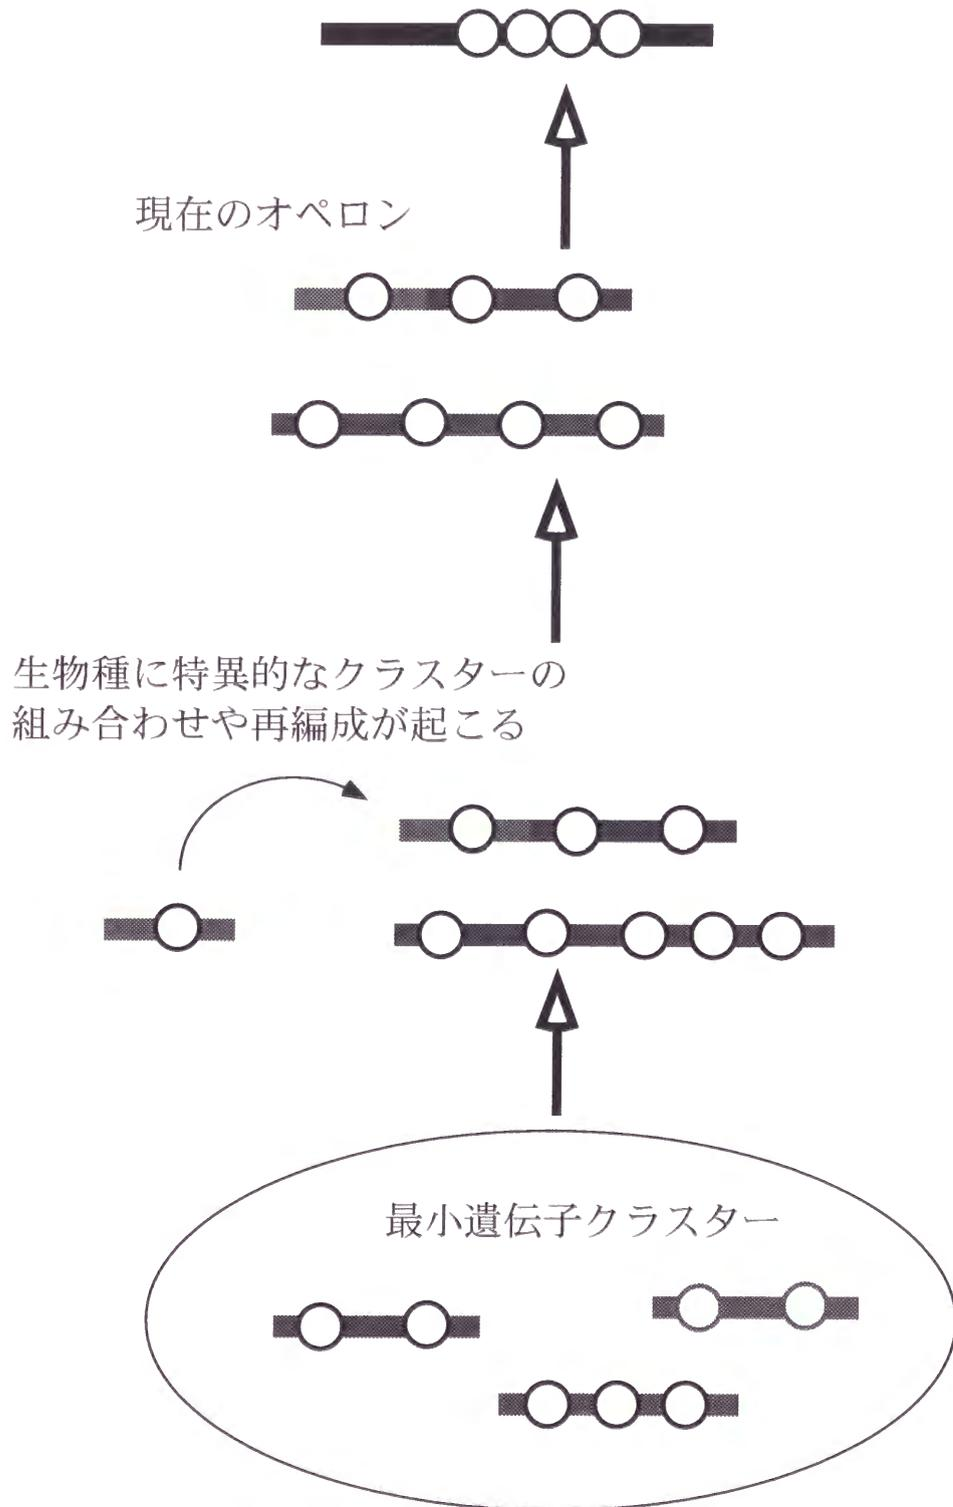 現在のオペロン
生物種に特異的なクラスターの
組み合わせや再編成が起こる
最小遺伝子クラスター